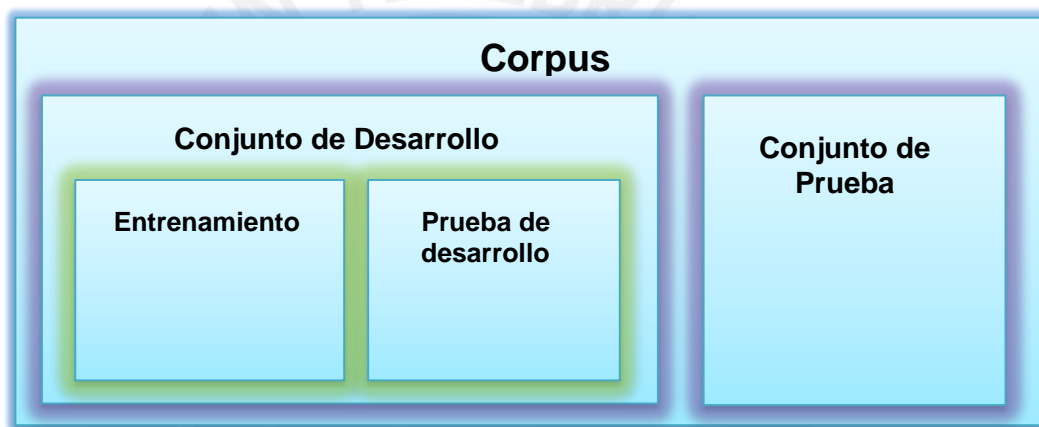 Corpus
Conjunto de Desarrollo
Conjunto de
Prueba
Entrenamiento
Prueba de
desarrollo